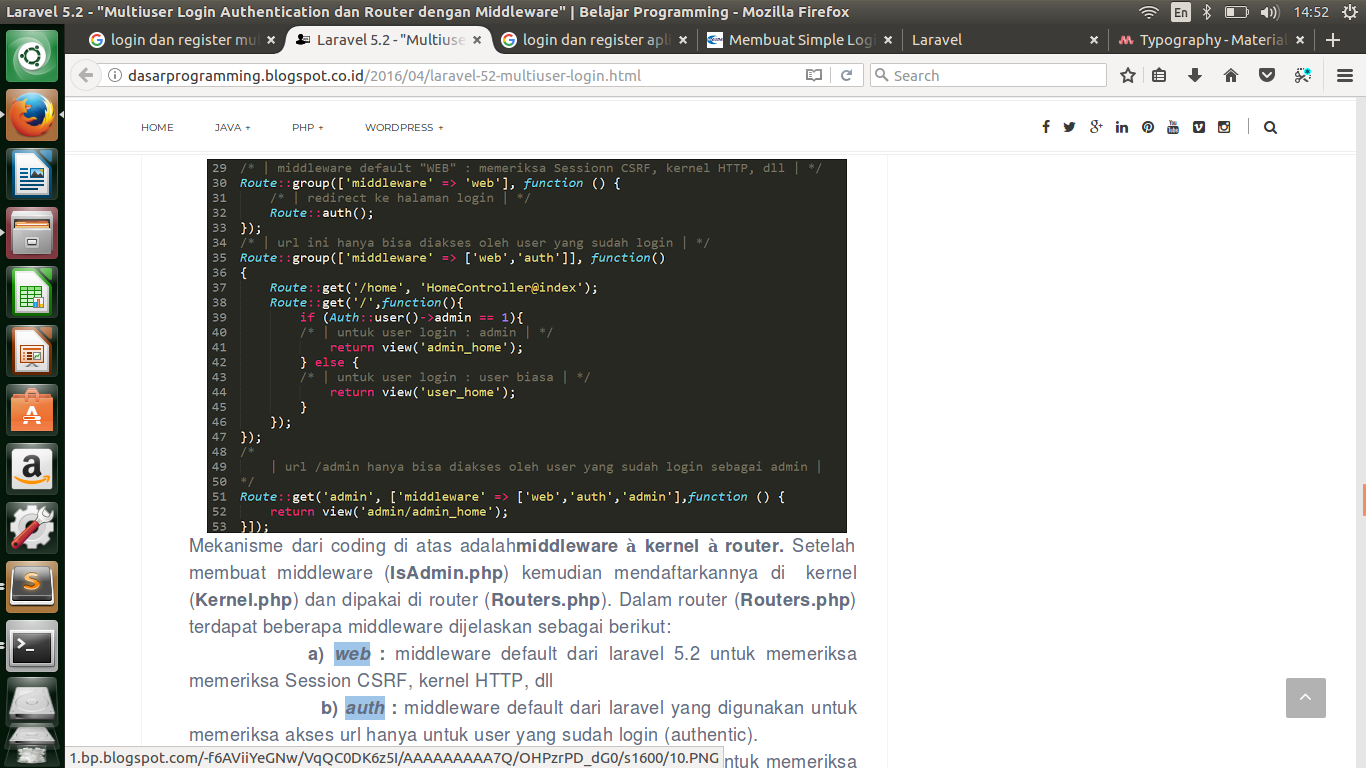 Laravel 5.2 - "Multiuser Login Authentication dan Router dengan Middleware" | Belajar Programming - Mozilla Firefox
En
14:52
login dan register mul
Laravel 5.2 - "Multiuse
login dan register apli
Membuat Simple Logi
Laravel
Typography - Material
dasarprogramming.blogspot.co.id/2016/04/laravel-52-multiuser-login.html
Search
HOME
JAVA +
PHP +
WORDPRESS +
29 /* | middleware default "WEB" : memeriksa Sessionn CSRF, kernel HTTP, dll | */
30 Route::group(['middleware' => 'web'], function () {
31 /* | redirect ke halaman login | */
32 Route::auth();
33 });
34 /* | url ini hanya bisa diakses oleh user yang sudah login | */
35 Route::group(['middleware' => ['web','auth']], function()
36 {
37 Route::get('/home', 'HomeController@index');
38 Route::get('/',function(){
39 if (Auth::user()->admin == 1){
40 /* | untuk user login : admin | */
41 return view('admin_home');
42 } else {
43 /* | untuk user login : user biasa | */
44 return view('user_home');
45 }
46 });
47 });
48 /*
49 | url /admin hanya bisa diakses oleh user yang sudah login sebagai admin |
50 */
51 Route::get('admin', ['middleware' => ['web','auth','admin'],function () {
52 return view('admin/admin_home');
53 }]);
Mekanisme dari coding di atas adalahmiddleware à kernel à router. Setelah
membuat middleware (IsAdmin.php) kemudian mendaftarkannya di kernel
(Kernel.php) dan dipakai di router (Routers.php). Dalam router (Routers.php)
terdapat beberapa middleware dijelaskan sebagai berikut:
a) web : middleware default dari laravel 5.2 untuk memeriksa
memeriksa Session CSRF, kernel HTTP, dll
b) auth : middleware default dari laravel yang digunakan untuk
memeriksa akses url hanya untuk user yang sudah login (authentic).
ntuk memeriksa
1.bp.blogspot.com/-f6AViiYeGNw/VqQC0DK6z5I/AAAAAAAAA7Q/OHPzrPD_dG0/s1600/10.PNG